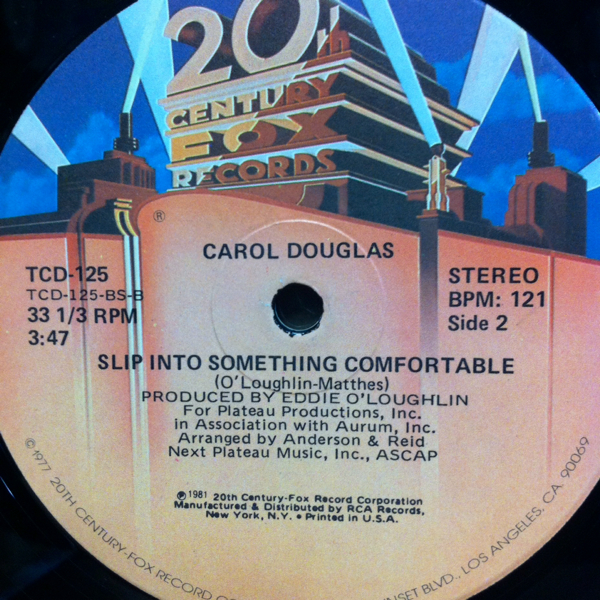 20th
CENTURY
FOX
RECORDS
®
CAROL DOUGLAS
TCD-125
TCD-125-BS-B
33 1/3 RPM
3:47
STEREO
BPM: 121
Side 2
SLIP INTO SOMETHING COMFORTABLE
(O'Loughlin-Matthes)
PRODUCED BY EDDIE O'LOUGHLIN
For Plateau Productions, Inc.
in Association with Aurum, Inc.
Arranged by Anderson & Reid
Next Plateau Music, Inc., ASCAP
℗ 1981 20th Century-Fox Record Corporation
Manufactured & Distributed by RCA Records,
New York, N.Y. • Printed in U.S.A.
© 1977 20TH CENTURY-FOX RECORD BLVD., LOS ANGELES, CA. 90069